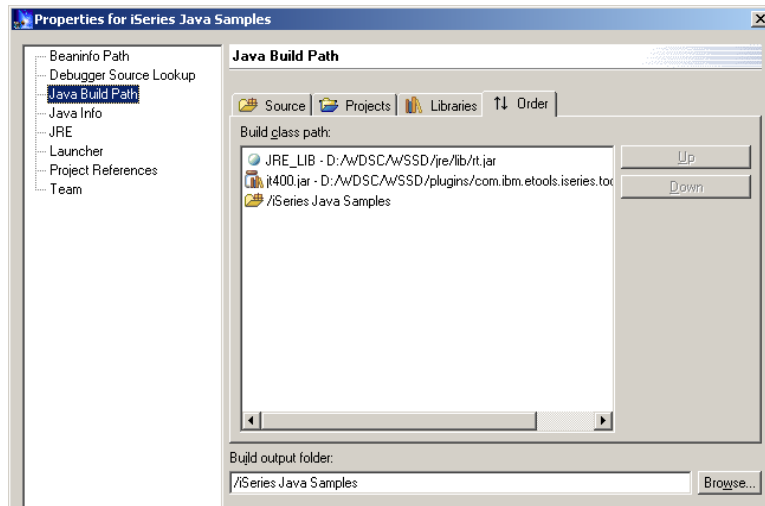 Properties for iSeries Java Samples
Beaninfo Path
Debugger Source Lookup
Java Build Path
Java Info
JRE
Launcher
Project References
Team
Java Build Path
Source
Projects
Libraries
Order
Build class path:
JRE_LIB - D:/WDSC/WSSD/jre/lib/rt.jar
jt400.jar - D:/WDSC/WSSD/plugins/com.ibm.etools.iseries.too
/iSeries Java Samples
Up
Down
Build output folder:
/iSeries Java Samples
Browse...